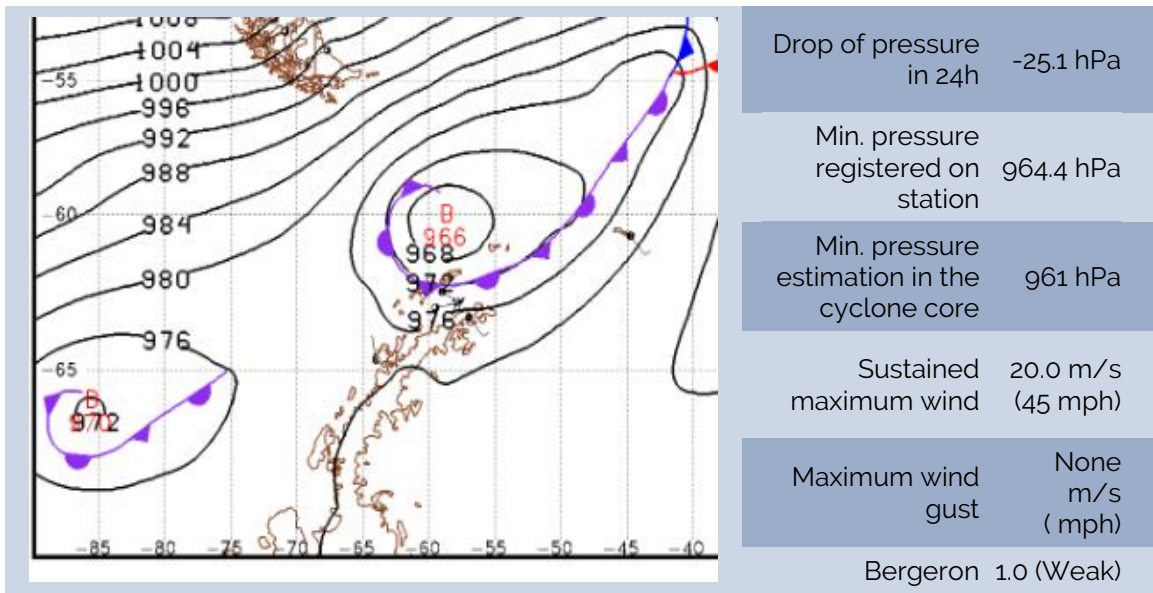 1008
1004
1000
996
992
988
984
980
976
972
B
966
968
972
976
B
970
-55
-60
-65
-85
-80
-75
-70
-65
-60
-55
-50
-45
-40
Drop of pressure
in 24h
-25.1 hPa
Min. pressure
registered on
station
964.4 hPa
Min. pressure
estimation in the
cyclone core
961 hPa
Sustained
maximum wind
20.0 m/s
(45 mph)
Maximum wind
gust
None
m/s
( mph)
Bergeron
1.0 (Weak)